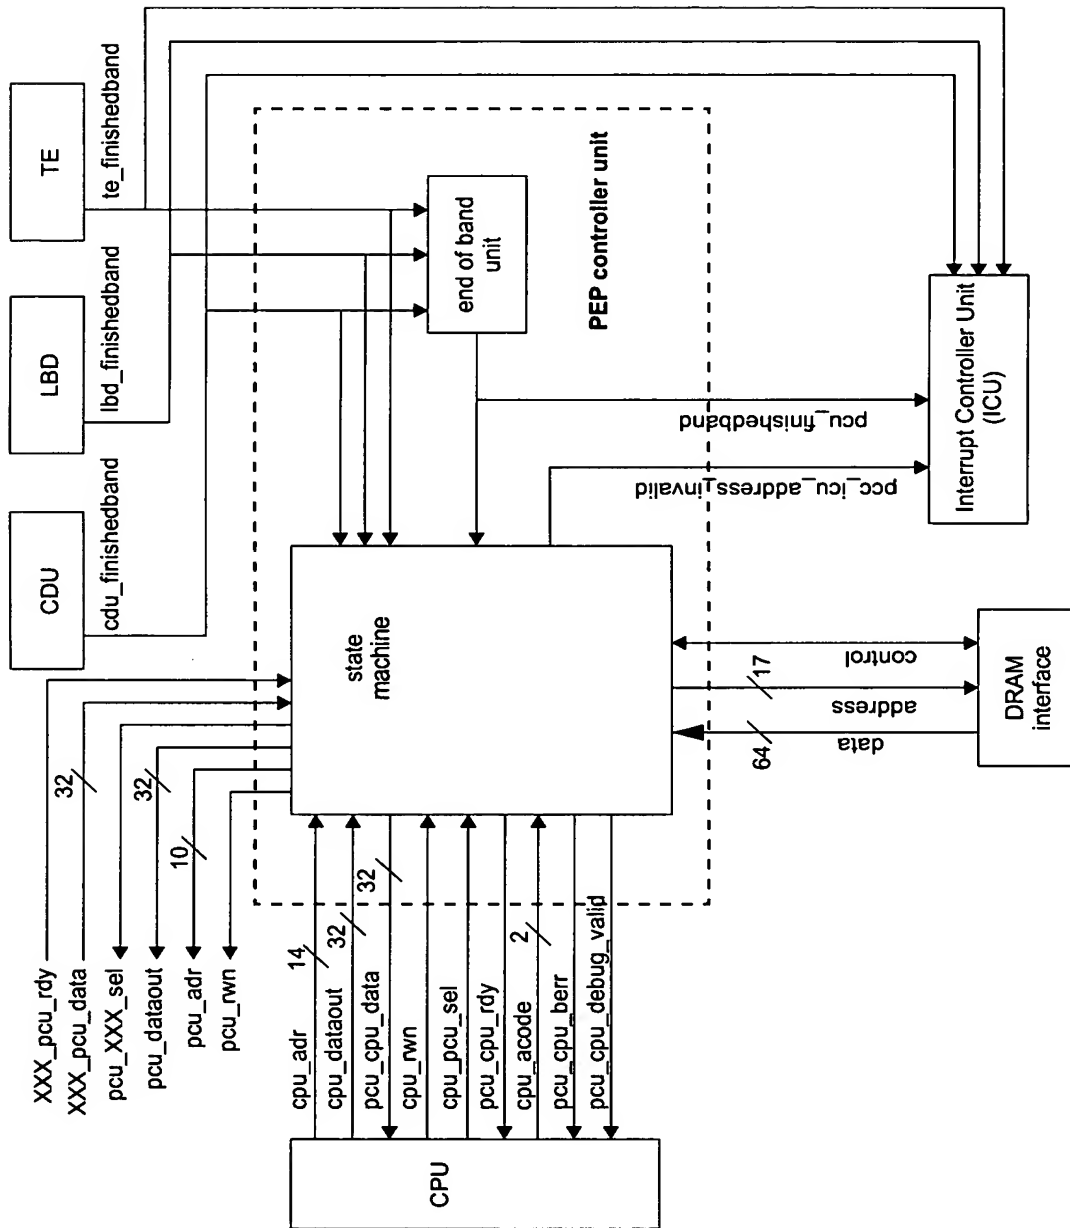 CDU
LBD
TE
cdu_finishedband
lbd_finishedband
te_finishedband
XXX_pcu_rdy
XXX_pcu_data
32
pcu_XXX_sel
pcu_dataout
32
pcu_adr
10
pcu_rwn
end of band
unit
PEP controller unit
state
machine
CPU
cpu_adr
14
cpu_dataout
32
pcu_cpu_data
32
cpu_rwn
cpu_pcu_sel
pcu_cpu_rdy
cpu_acode
2
pcu_cpu_berr
pcu_cpu_debug_valid
pcu_finishedband
pcc_icu_address_invalid
Interrupt Controller Unit
(ICU)
control
17
address
64
data
DRAM
interface